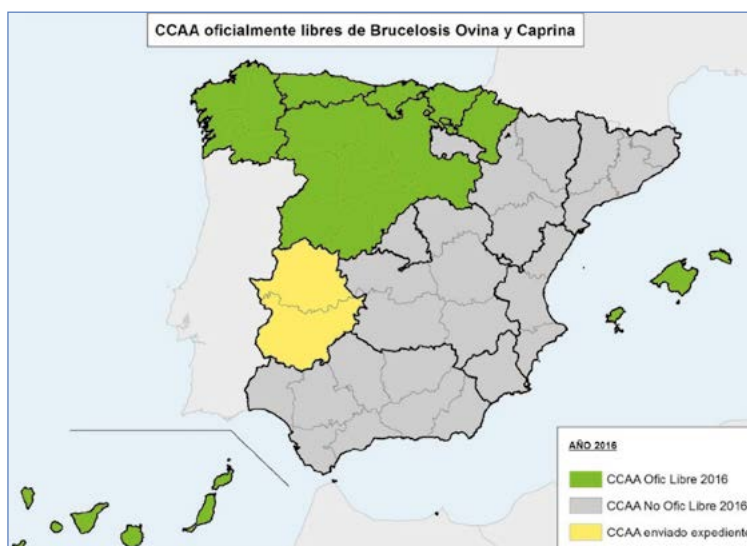 CCAA oficialmente libres de Brucelosis Ovina y Caprina
AÑO 2016
CCAA Ofic Libre 2016
CCAA No Ofic Libre 2016
CCAA enviado expediente